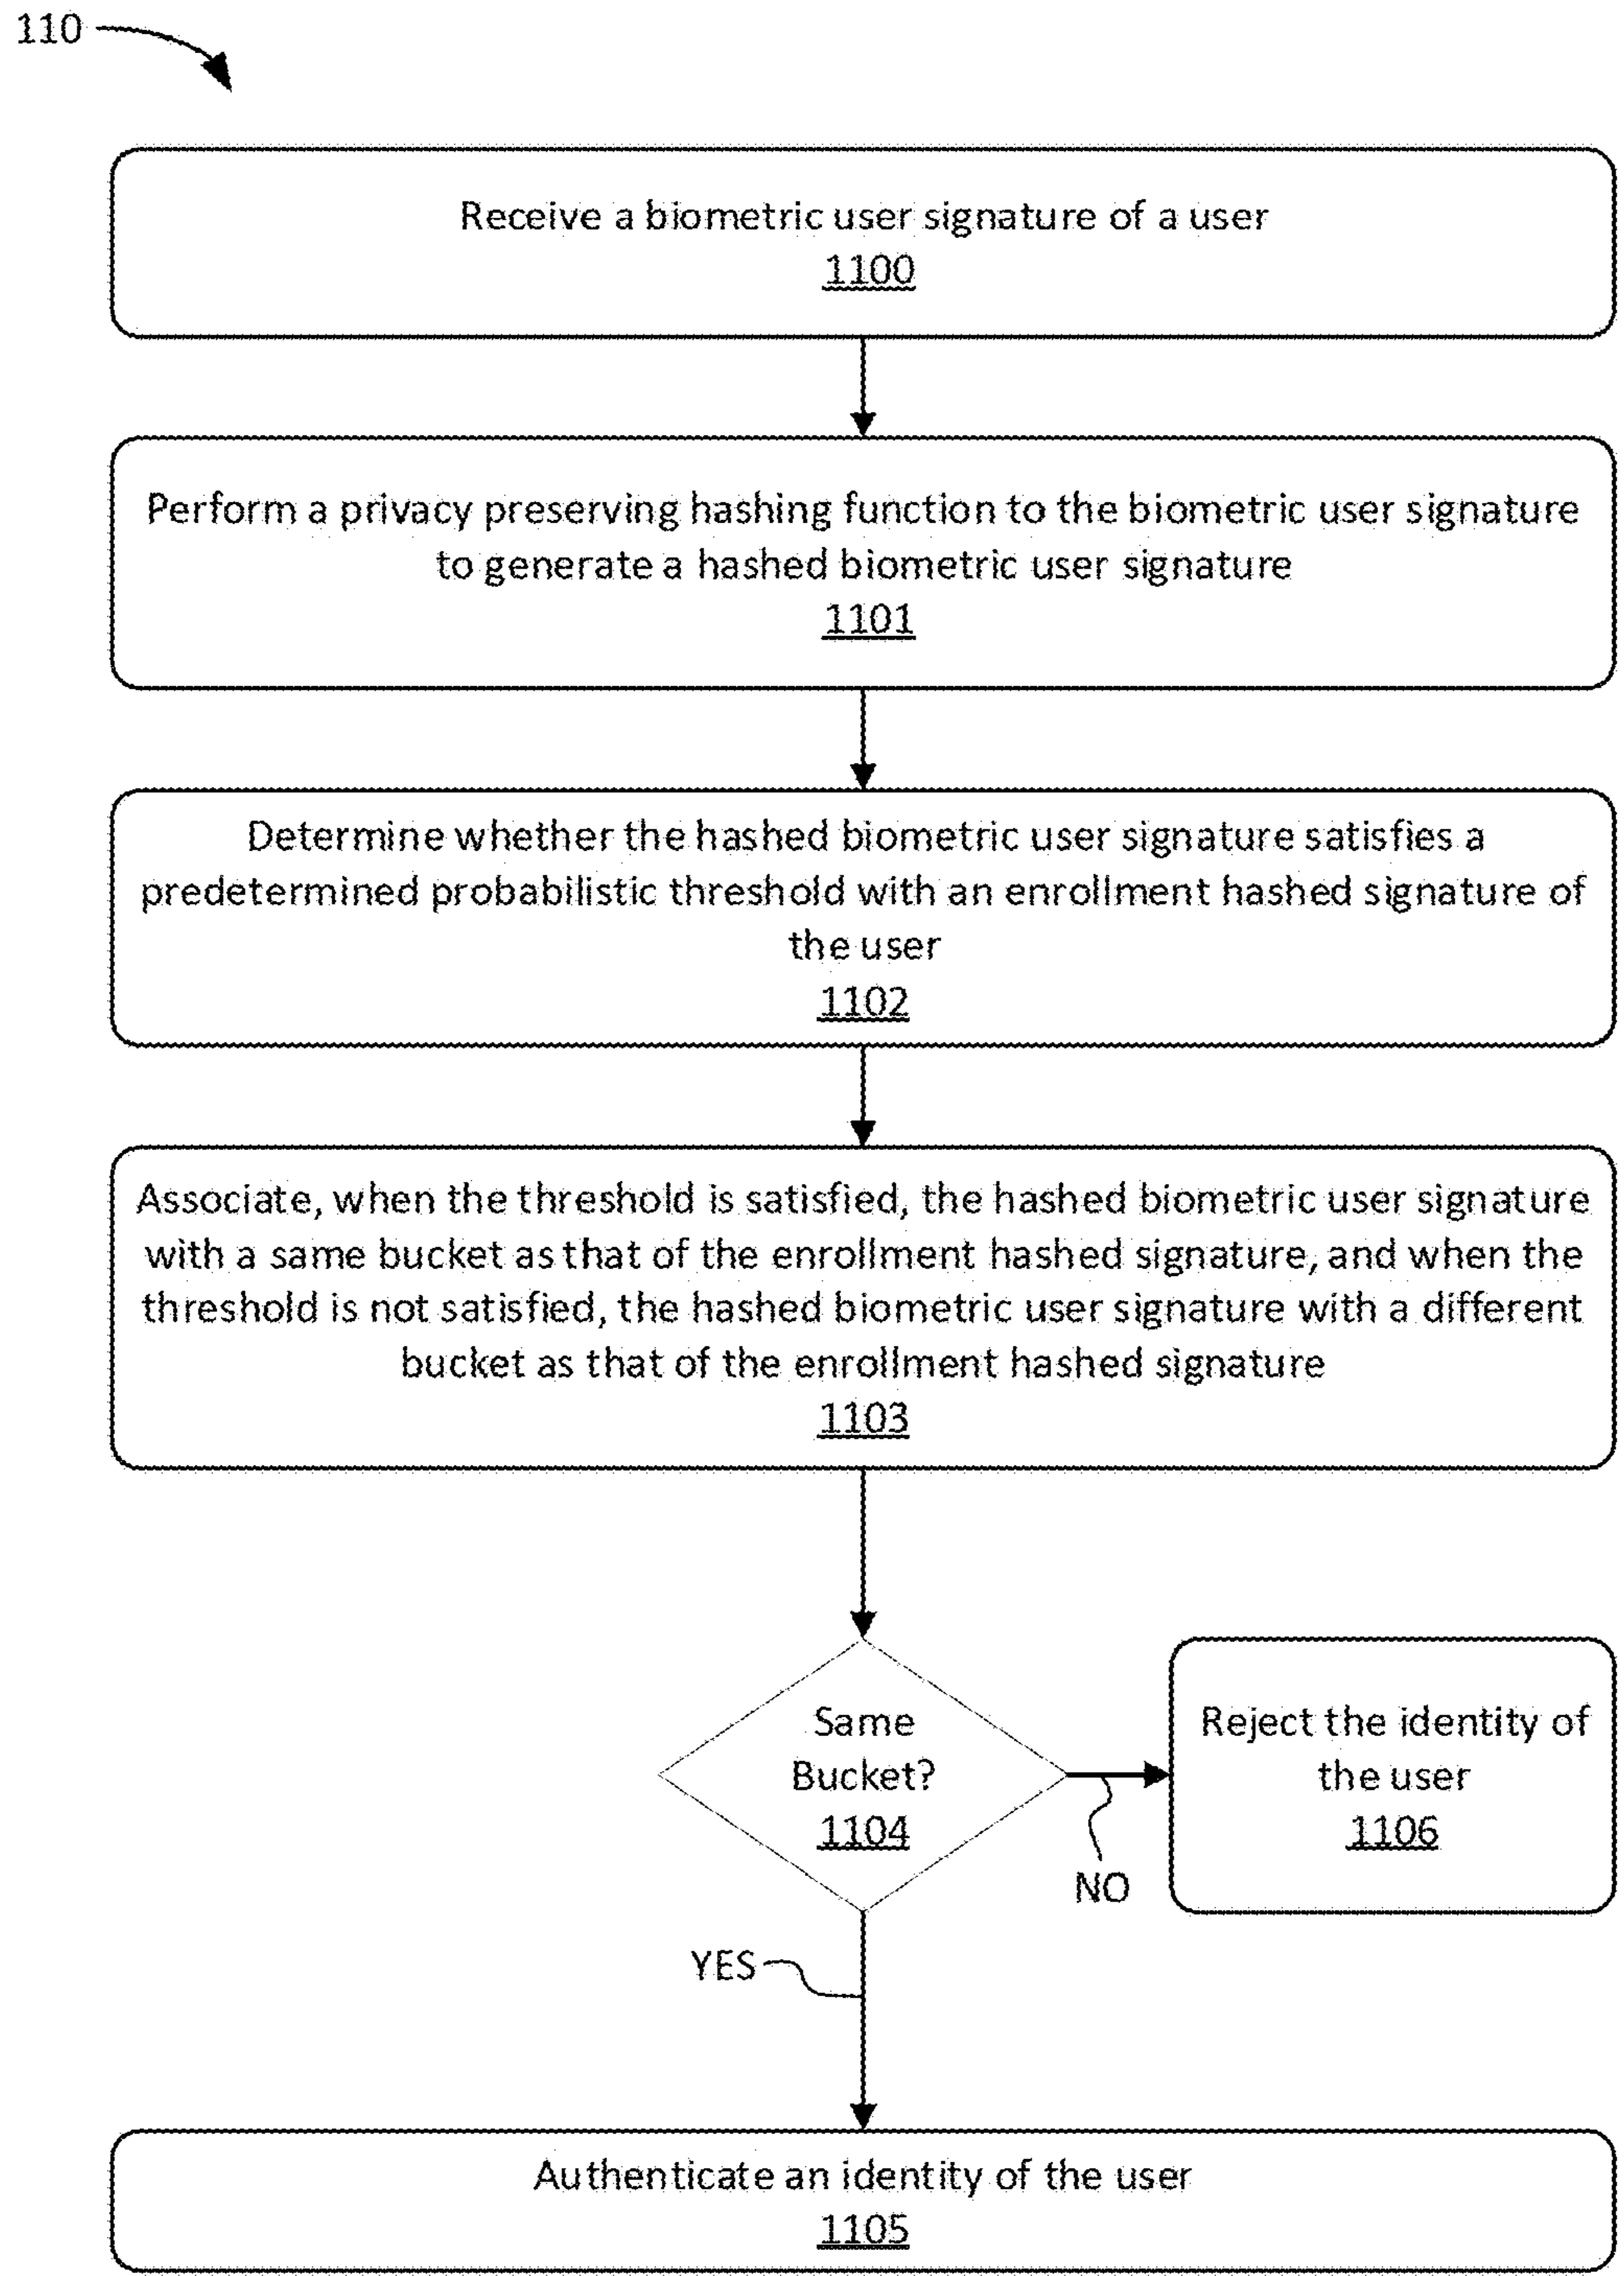 110
Receive a biometric user signature of a user
1100
Perform a privacy preserving hashing function to the biometric user signature
to generate a hashed biometric user signature
1101
Determine whether the hashed biometric user signature satisfies a
predetermined probabilistic threshold with an enrollment hashed signature of
the user
1102
Associate, when the threshold is satisfied, the hashed biometric user signature
with a same bucket as that of the enrollment hashed signature, and when the
threshold is not satisfied, the hashed biometric user signature with a different
bucket as that of the enrollment hashed signature
1103
Same
Bucket?
1104
Reject the identity of
the user
1106
NO
YES
Authenticate an identity of the user
1105